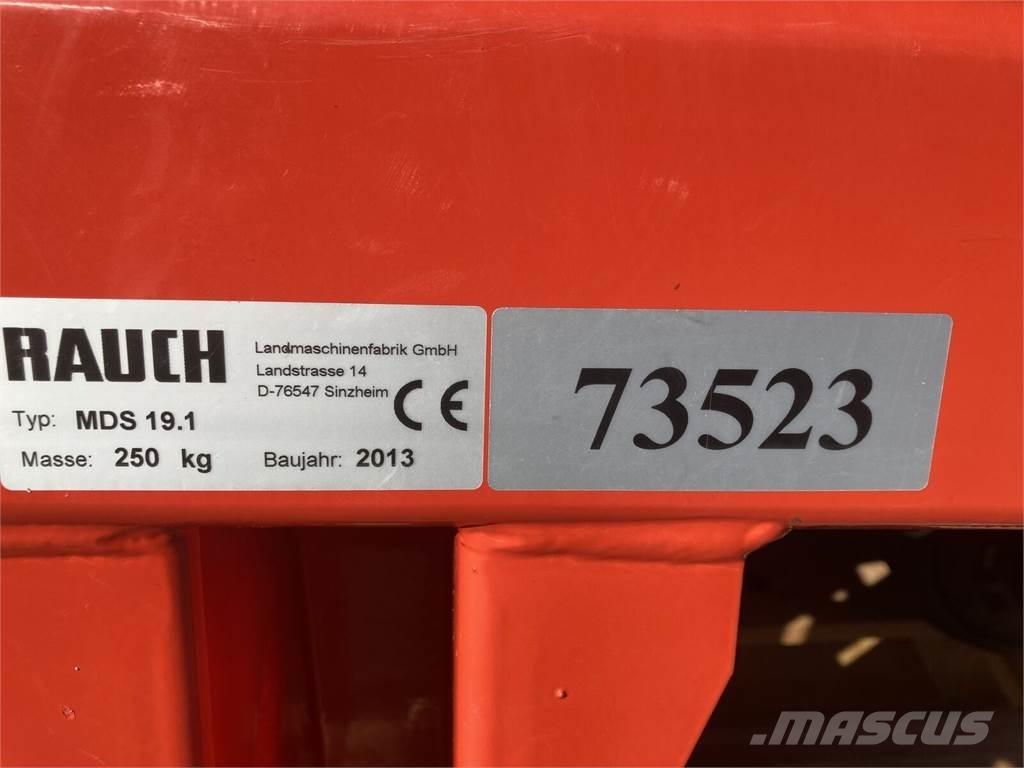 RAUCH
Landmaschinenfabrik GmbH
Landstrasse 14
D-76547 Sinzheim
CE
Typ: MDS 19.1
Masse: 250 kg Baujahr: 2013
73523
MASCUS